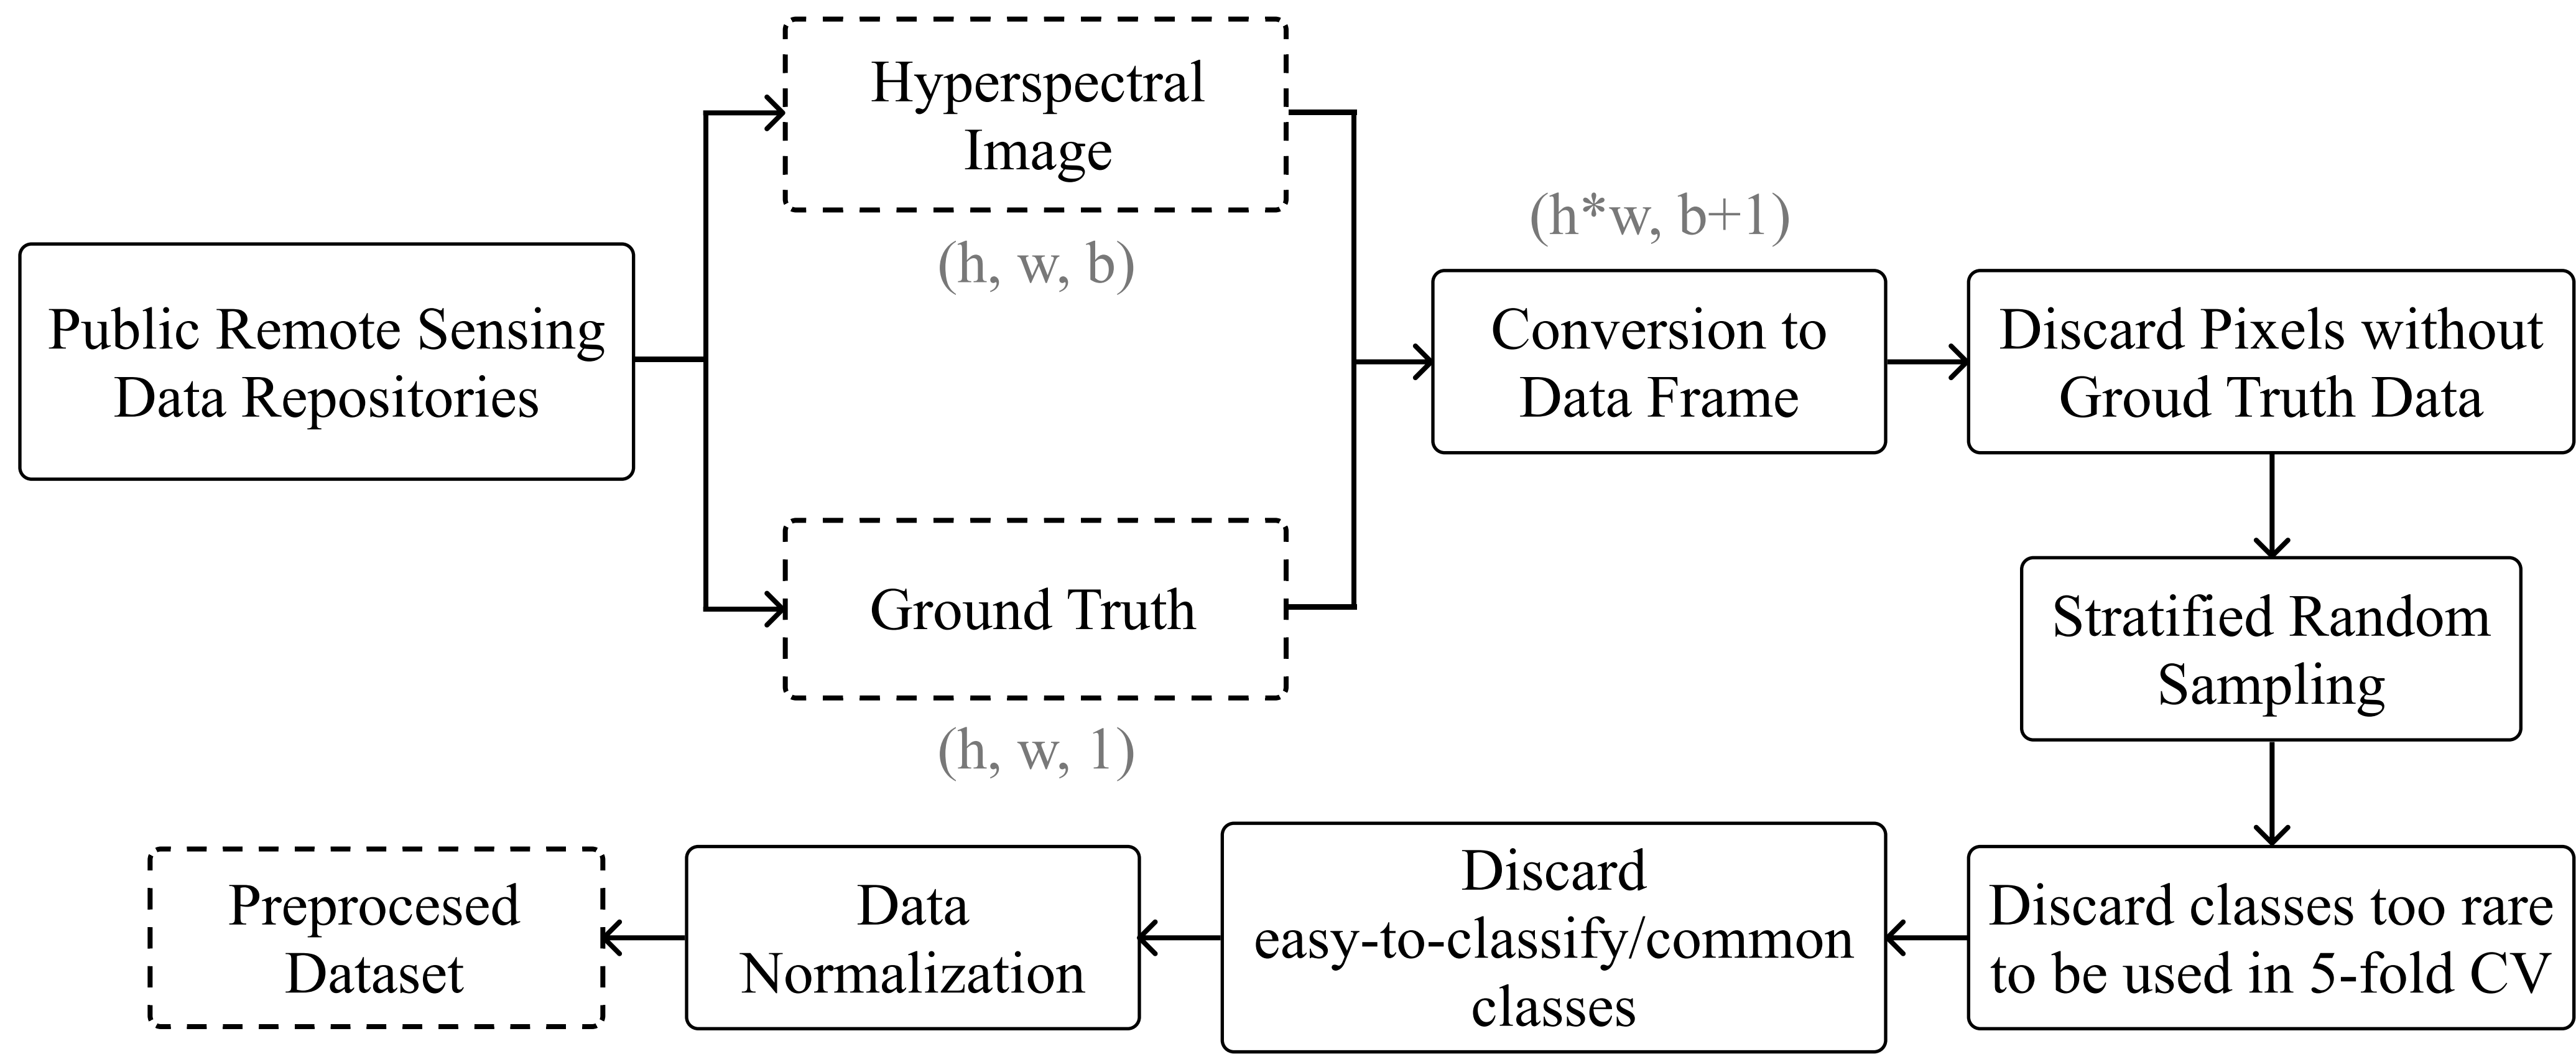 Public Remote Sensing
Data Repositories
Hyperspectral
Image
(h, w, b)
Ground Truth
(h, w, 1)
(h*w, b+1)
Conversion to
Data Frame
Discard Pixels without
Groud Truth Data
Stratified Random
Sampling
Discard classes too rare
to be used in 5-fold CV
Discard
easy-to-classify/common
classes
Data
Normalization
Preprocesed
Dataset